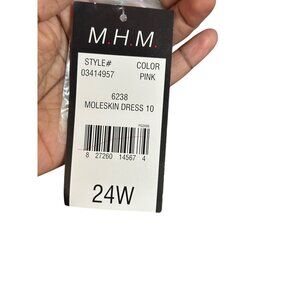 M.H.M.
STYLE# COLOR
03414957 PINK
6238
MOLESKIN DRESS 10
8 27260 14567 4
24W